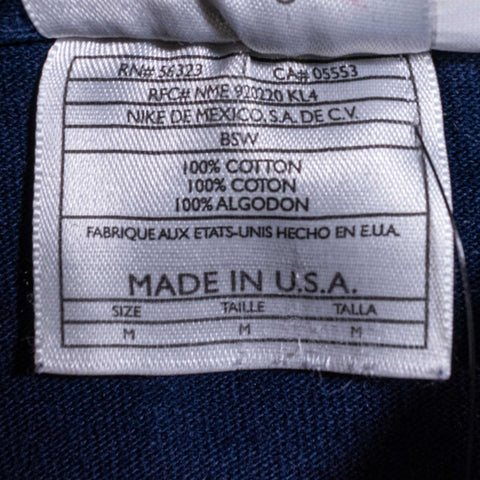 RN# 56323 CA# 05553
RFC# NME 920220 KL4
NIKE DE MEXICO, S.A. DE C.V.
BSW
100% COTTON
100% COTON
100% ALGODON
FABRIQUE AUX ETATS-UNIS HECHO EN E.U.A.
MADE IN U.S.A.
SIZE TAILLE TALLA
M M M